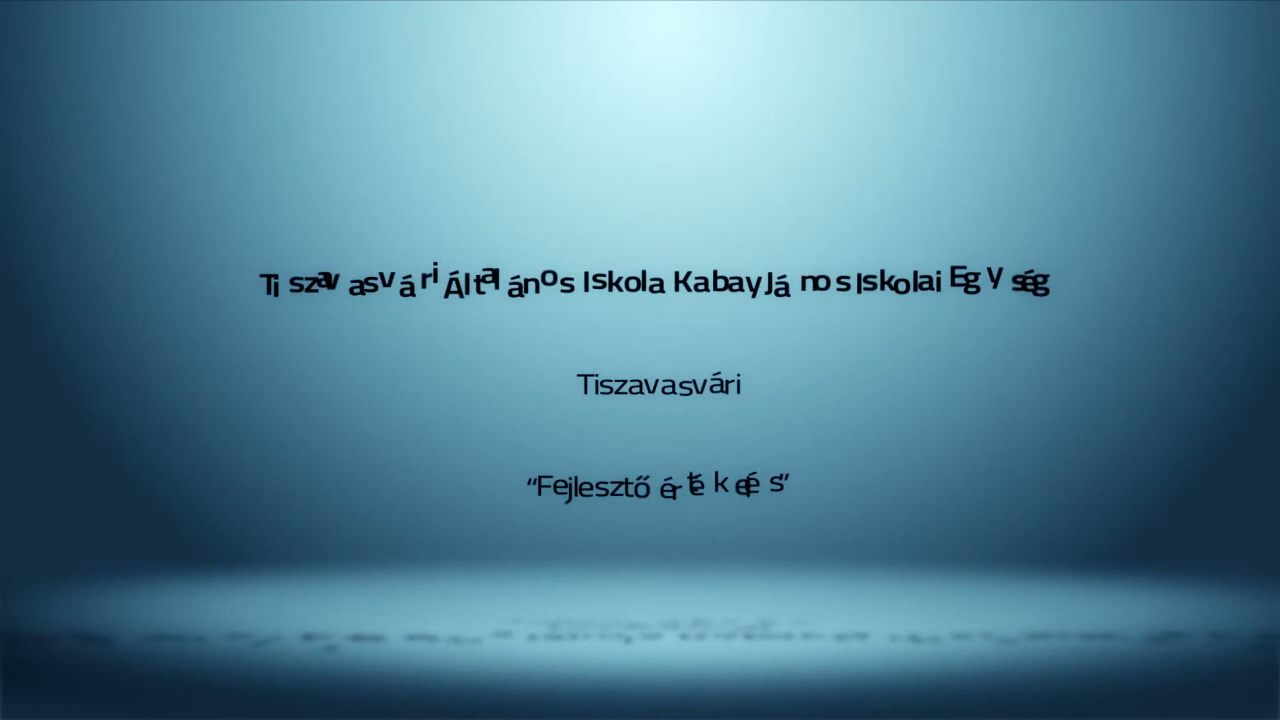 Tiszavasvári Általános Iskola Kabay János Iskolai Egység
Tiszavasvári
“Fejlesztő értékelés”